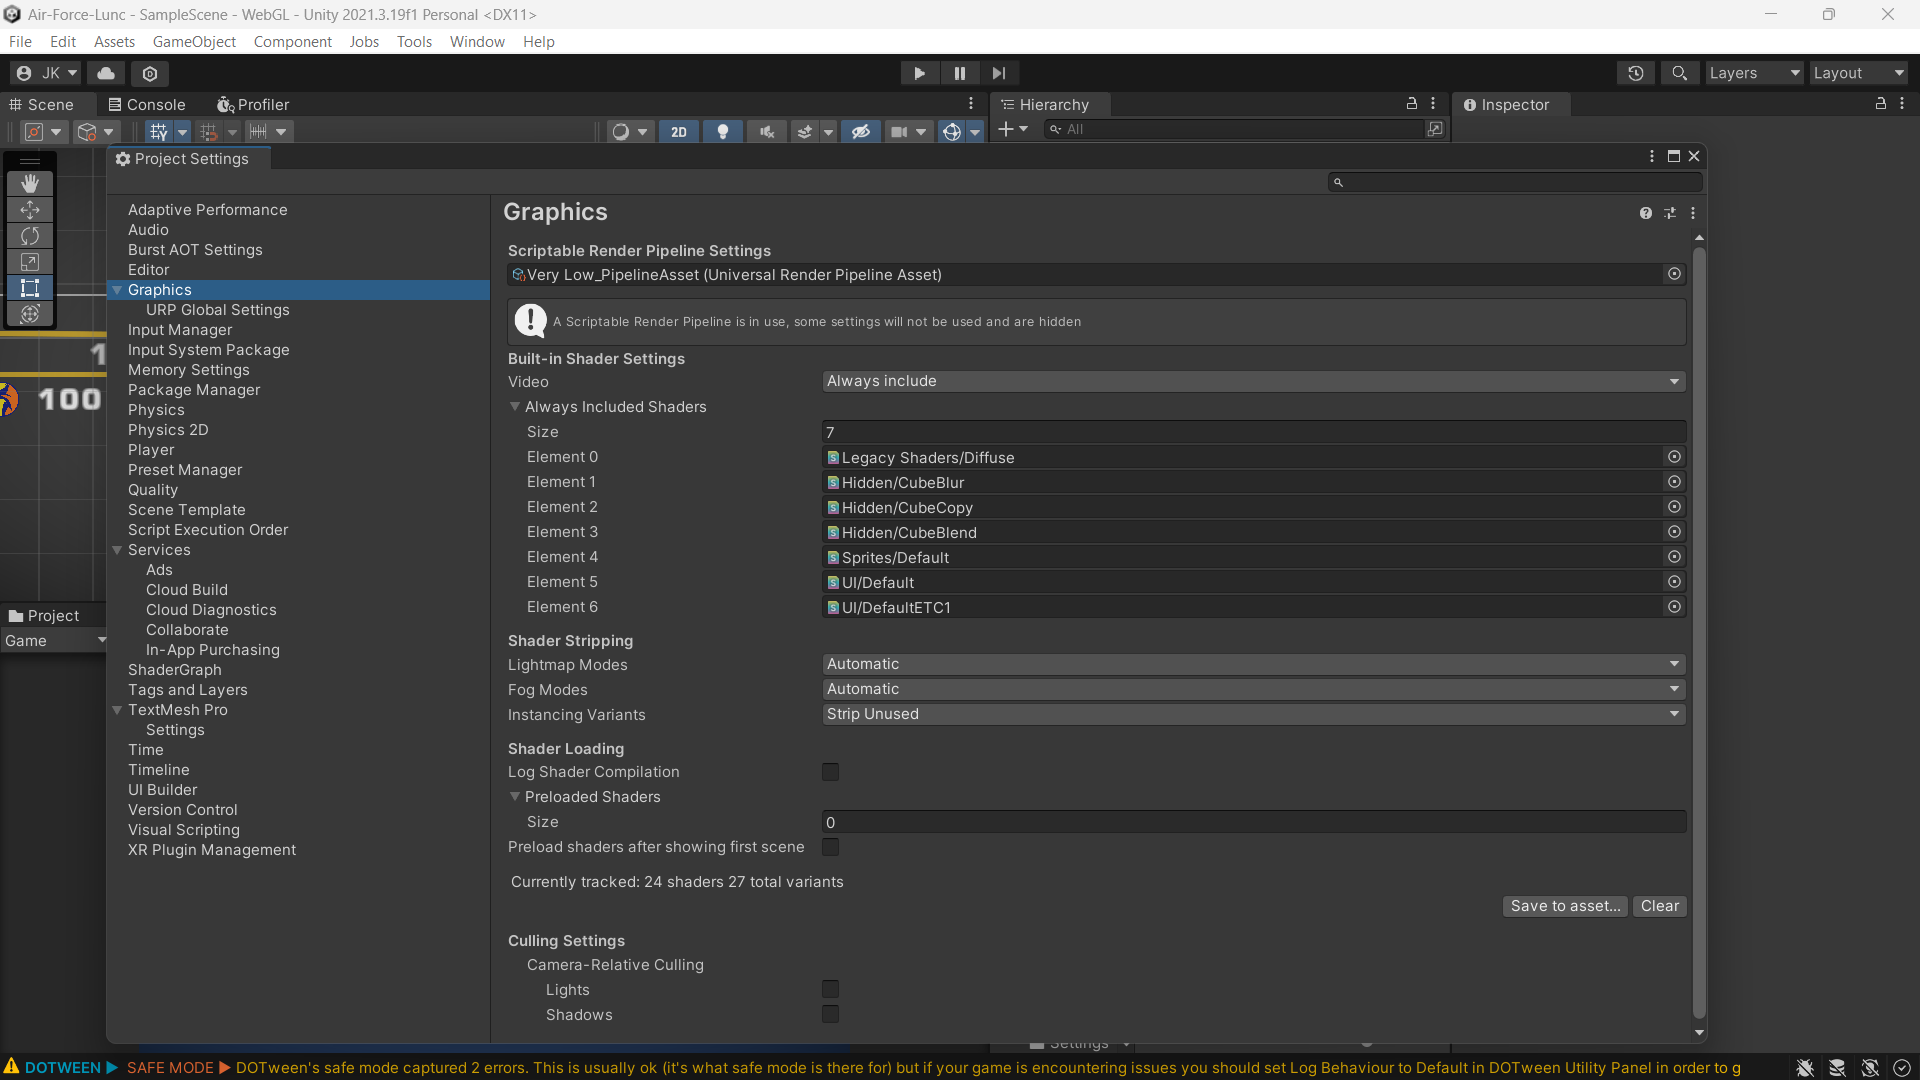 Air-Force-Lunc - SampleScene - WebGL - Unity 2021.3.19f1 Personal <DX11>
File Edit Assets GameObject Component Jobs Tools Window Help
JK Layers Layout
Scene Console Profiler Hierarchy Inspector
2D All
Project Settings
Graphics
Adaptive Performance
Audio
Burst AOT Settings
Editor
Graphics
URP Global Settings
Input Manager
Input System Package
Memory Settings
Package Manager
Physics
Physics 2D
Player
Preset Manager
Quality
Scene Template
Script Execution Order
Services
Ads
Cloud Build
Cloud Diagnostics
Collaborate
In-App Purchasing
ShaderGraph
Tags and Layers
TextMesh Pro
Settings
Time
Timeline
UI Builder
Version Control
Visual Scripting
XR Plugin Management
Scriptable Render Pipeline Settings
Very Low_PipelineAsset (Universal Render Pipeline Asset)
A Scriptable Render Pipeline is in use, some settings will not be used and are hidden
Built-in Shader Settings
Video Always include
Always Included Shaders
Size 7
Element 0 Legacy Shaders/Diffuse
Element 1 Hidden/CubeBlur
Element 2 Hidden/CubeCopy
Element 3 Hidden/CubeBlend
Element 4 Sprites/Default
Element 5 UI/Default
Element 6 UI/DefaultETC1
Shader Stripping
Lightmap Modes Automatic
Fog Modes Automatic
Instancing Variants Strip Unused
Shader Loading
Log Shader Compilation
Preloaded Shaders
Size 0
Preload shaders after showing first scene
Currently tracked: 24 shaders 27 total variants
Save to asset... Clear
Culling Settings
Camera-Relative Culling
Lights
Shadows
1
100
Project
Game
Settings
DOTWEEN ▶ SAFE MODE ▶ DOTween's safe mode captured 2 errors. This is usually ok (it's what safe mode is there for) but if your game is encountering issues you should set Log Behaviour to Default in DOTween Utility Panel in order to g